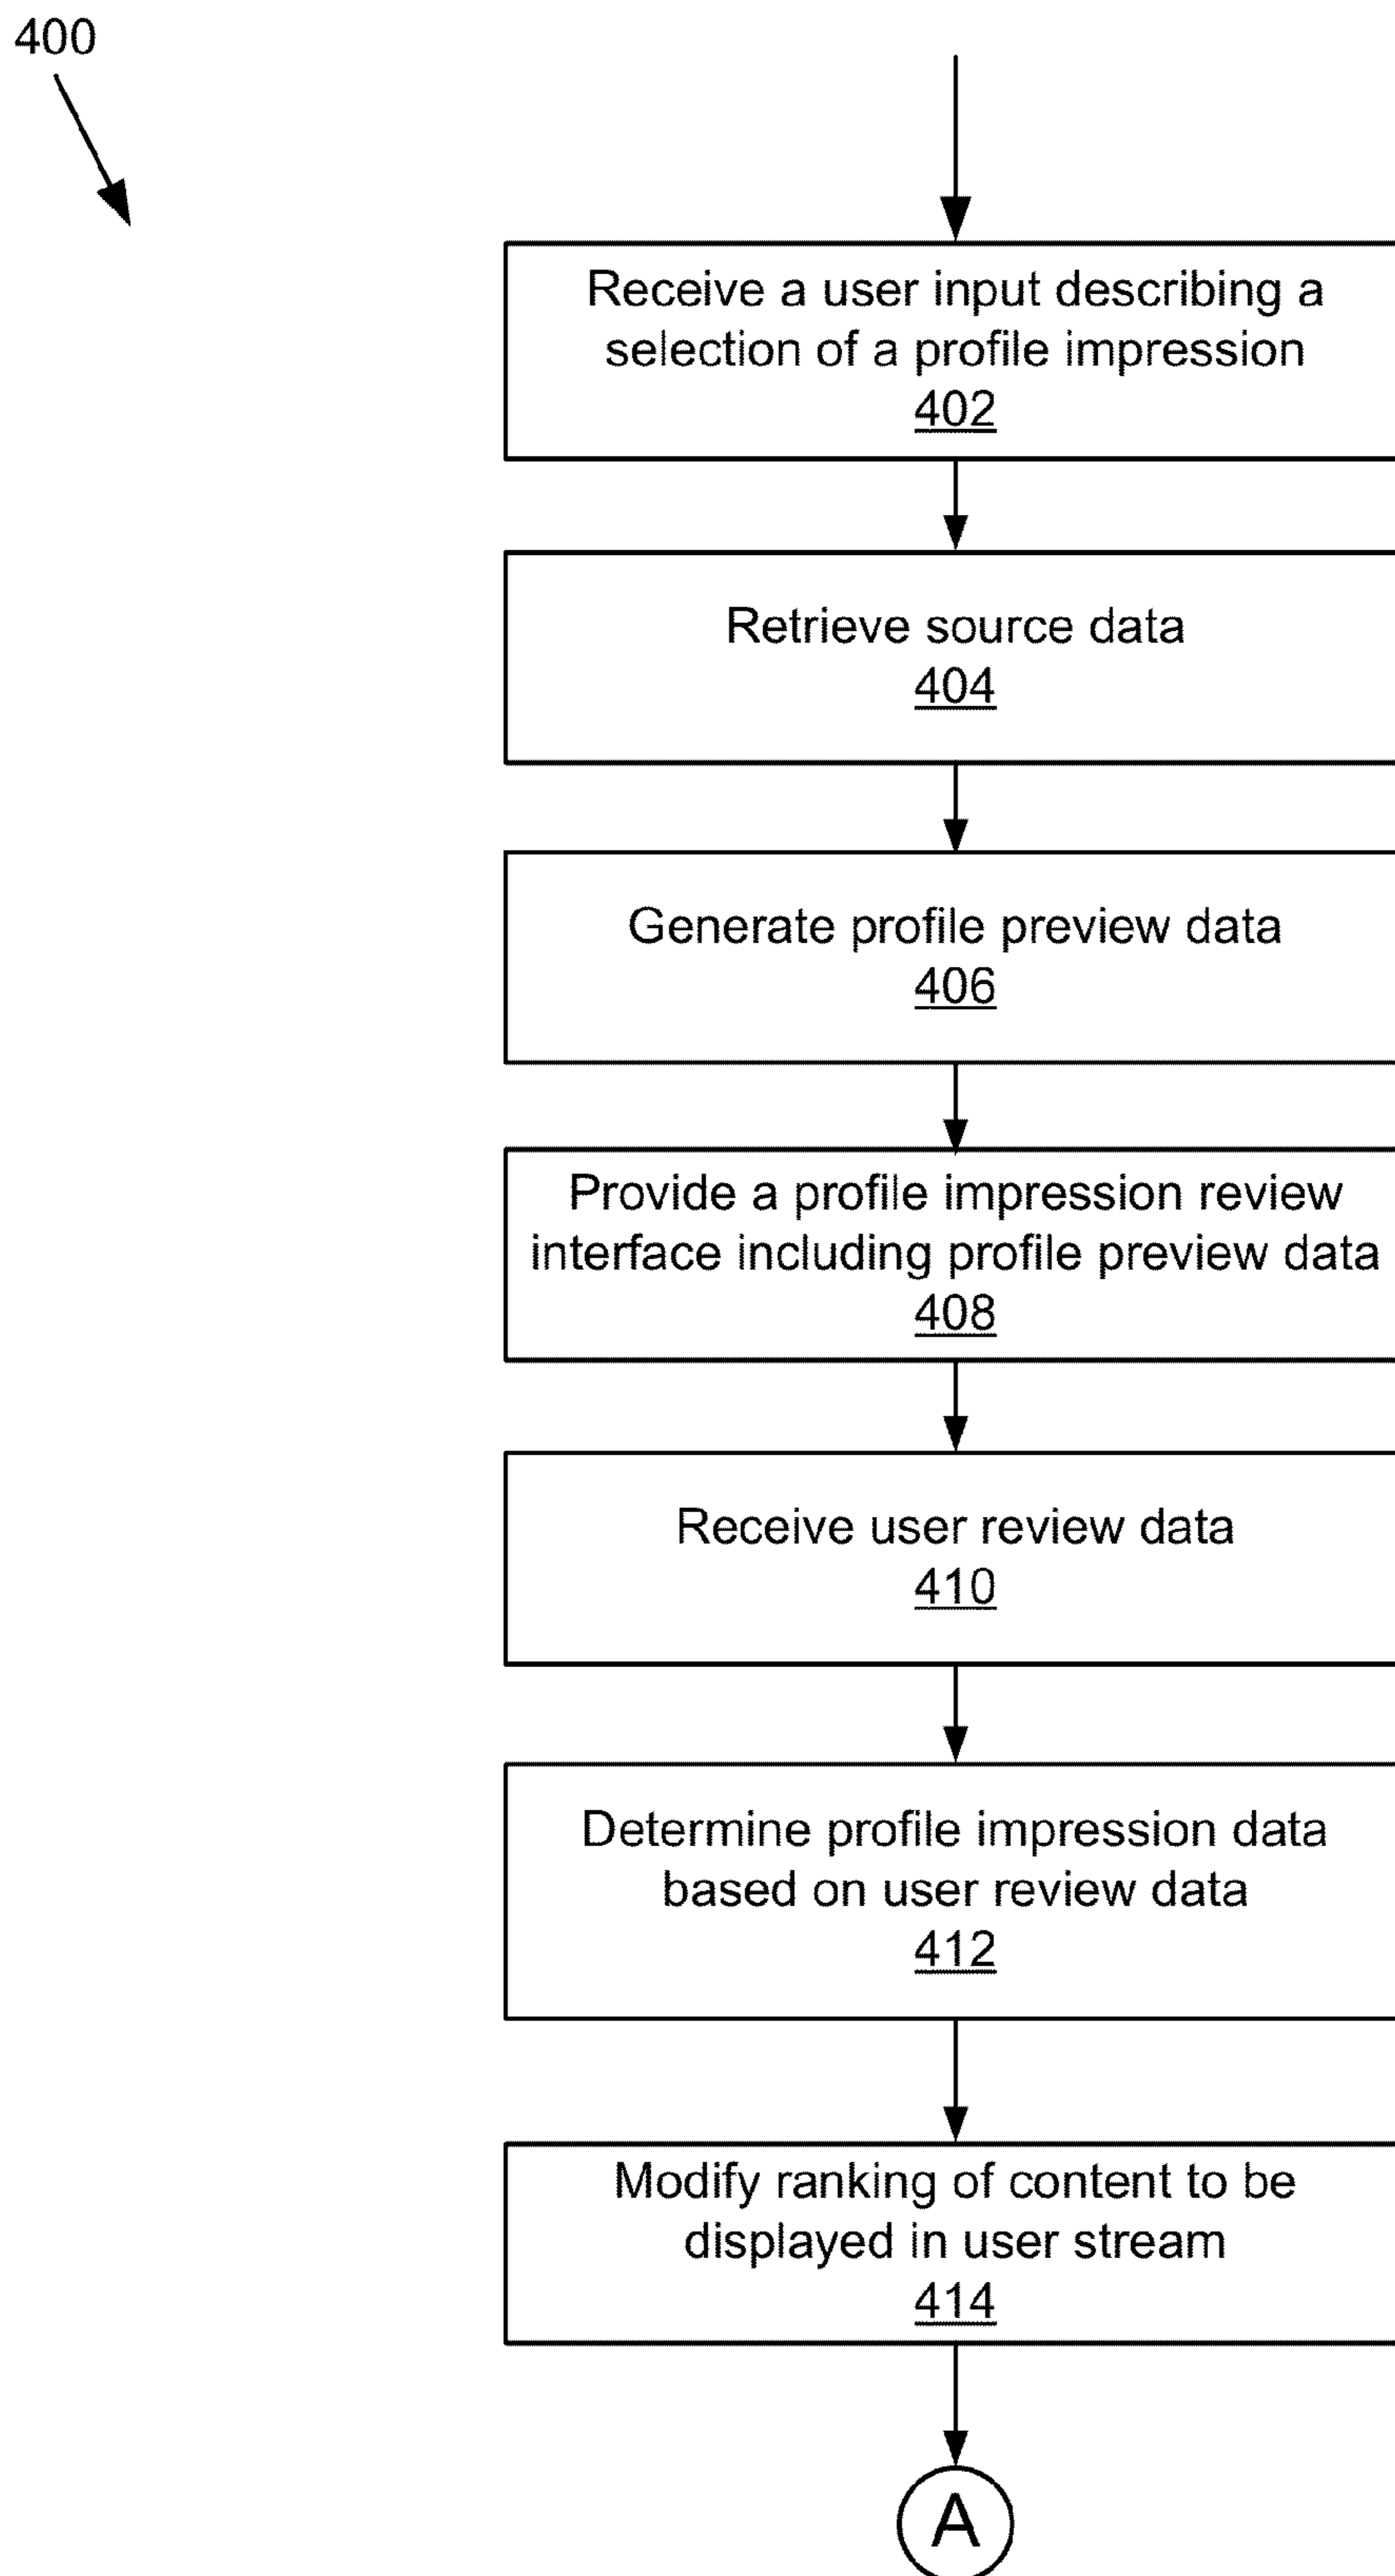 400
Receive a user input describing a
selection of a profile impression
402
Retrieve source data
404
Generate profile preview data
406
Provide a profile impression review
interface including profile preview data
408
Receive user review data
410
Determine profile impression data
based on user review data
412
Modify ranking of content to be
displayed in user stream
414
A